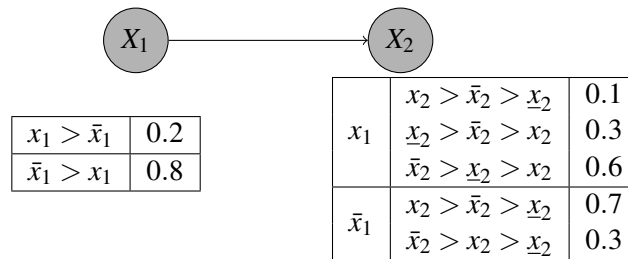 X₁ X₂
x₁ > x̄₁ 0.2
x̄₁ > x₁ 0.8
x₁
x₂ > x̄₂ > x̲₂ 0.1
x̲₂ > x̄₂ > x₂ 0.3
x̄₂ > x̲₂ > x₂ 0.6
x̄₁
x₂ > x̄₂ > x̲₂ 0.7
x̄₂ > x₂ > x̲₂ 0.3